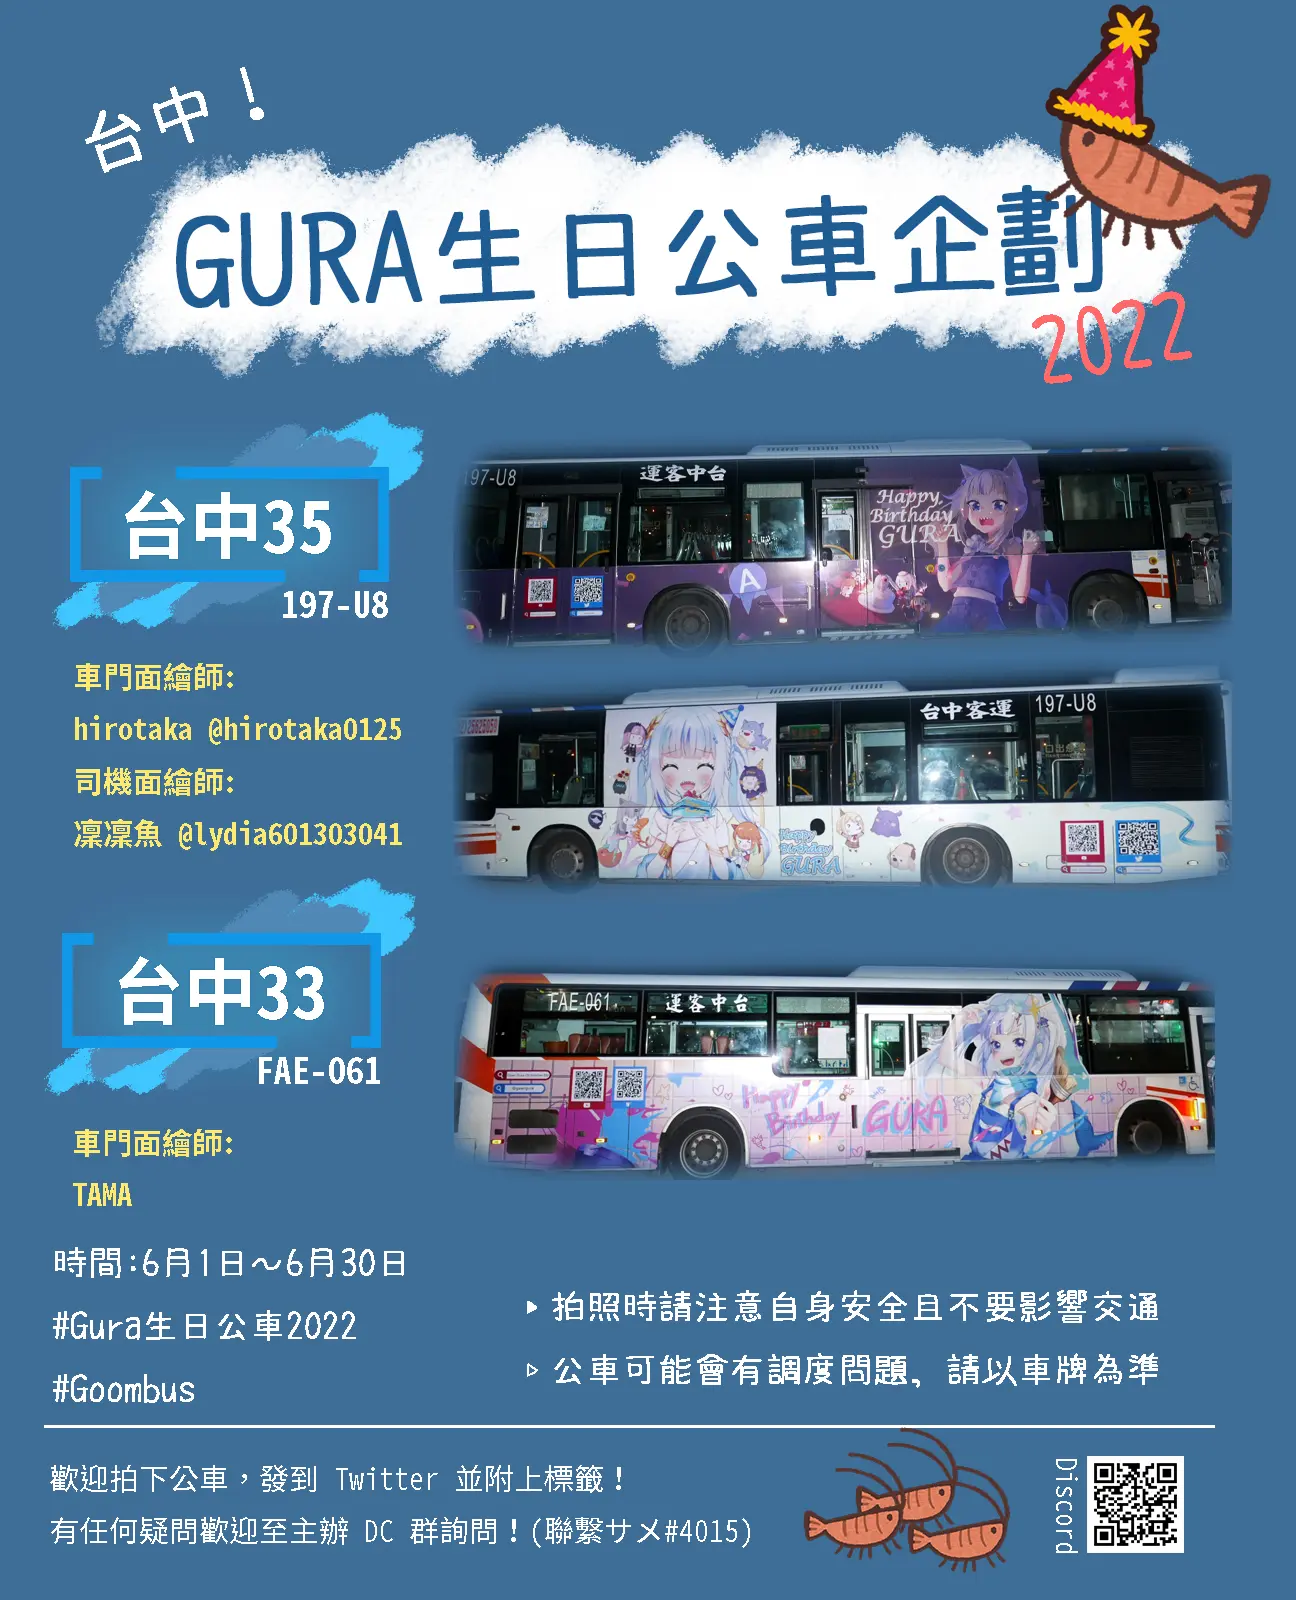 台中！
GURA生日公車企劃
2022
台中35
197-U8
車門面繪師:
hirotaka @hirotaka0125
司機面繪師:
凜凜魚 @lydia601303041
197-U8
運客中台
Happy
Birthday
GURA
A
台中客運
197-U8
Happy
Birthday
GURA
台中33
FAE-061
車門面繪師:
TAMA
FAE-061
運客中台
Happy
Birthday
GURA
時間:6月1日～6月30日
#Gura生日公車2022
#Goombus
拍照時請注意自身安全且不要影響交通
公車可能會有調度問題，請以車牌為準
歡迎拍下公車，發到 Twitter 並附上標籤！
有任何疑問歡迎至主辦 DC 群詢問！(聯繫サメ#4015)
Discord